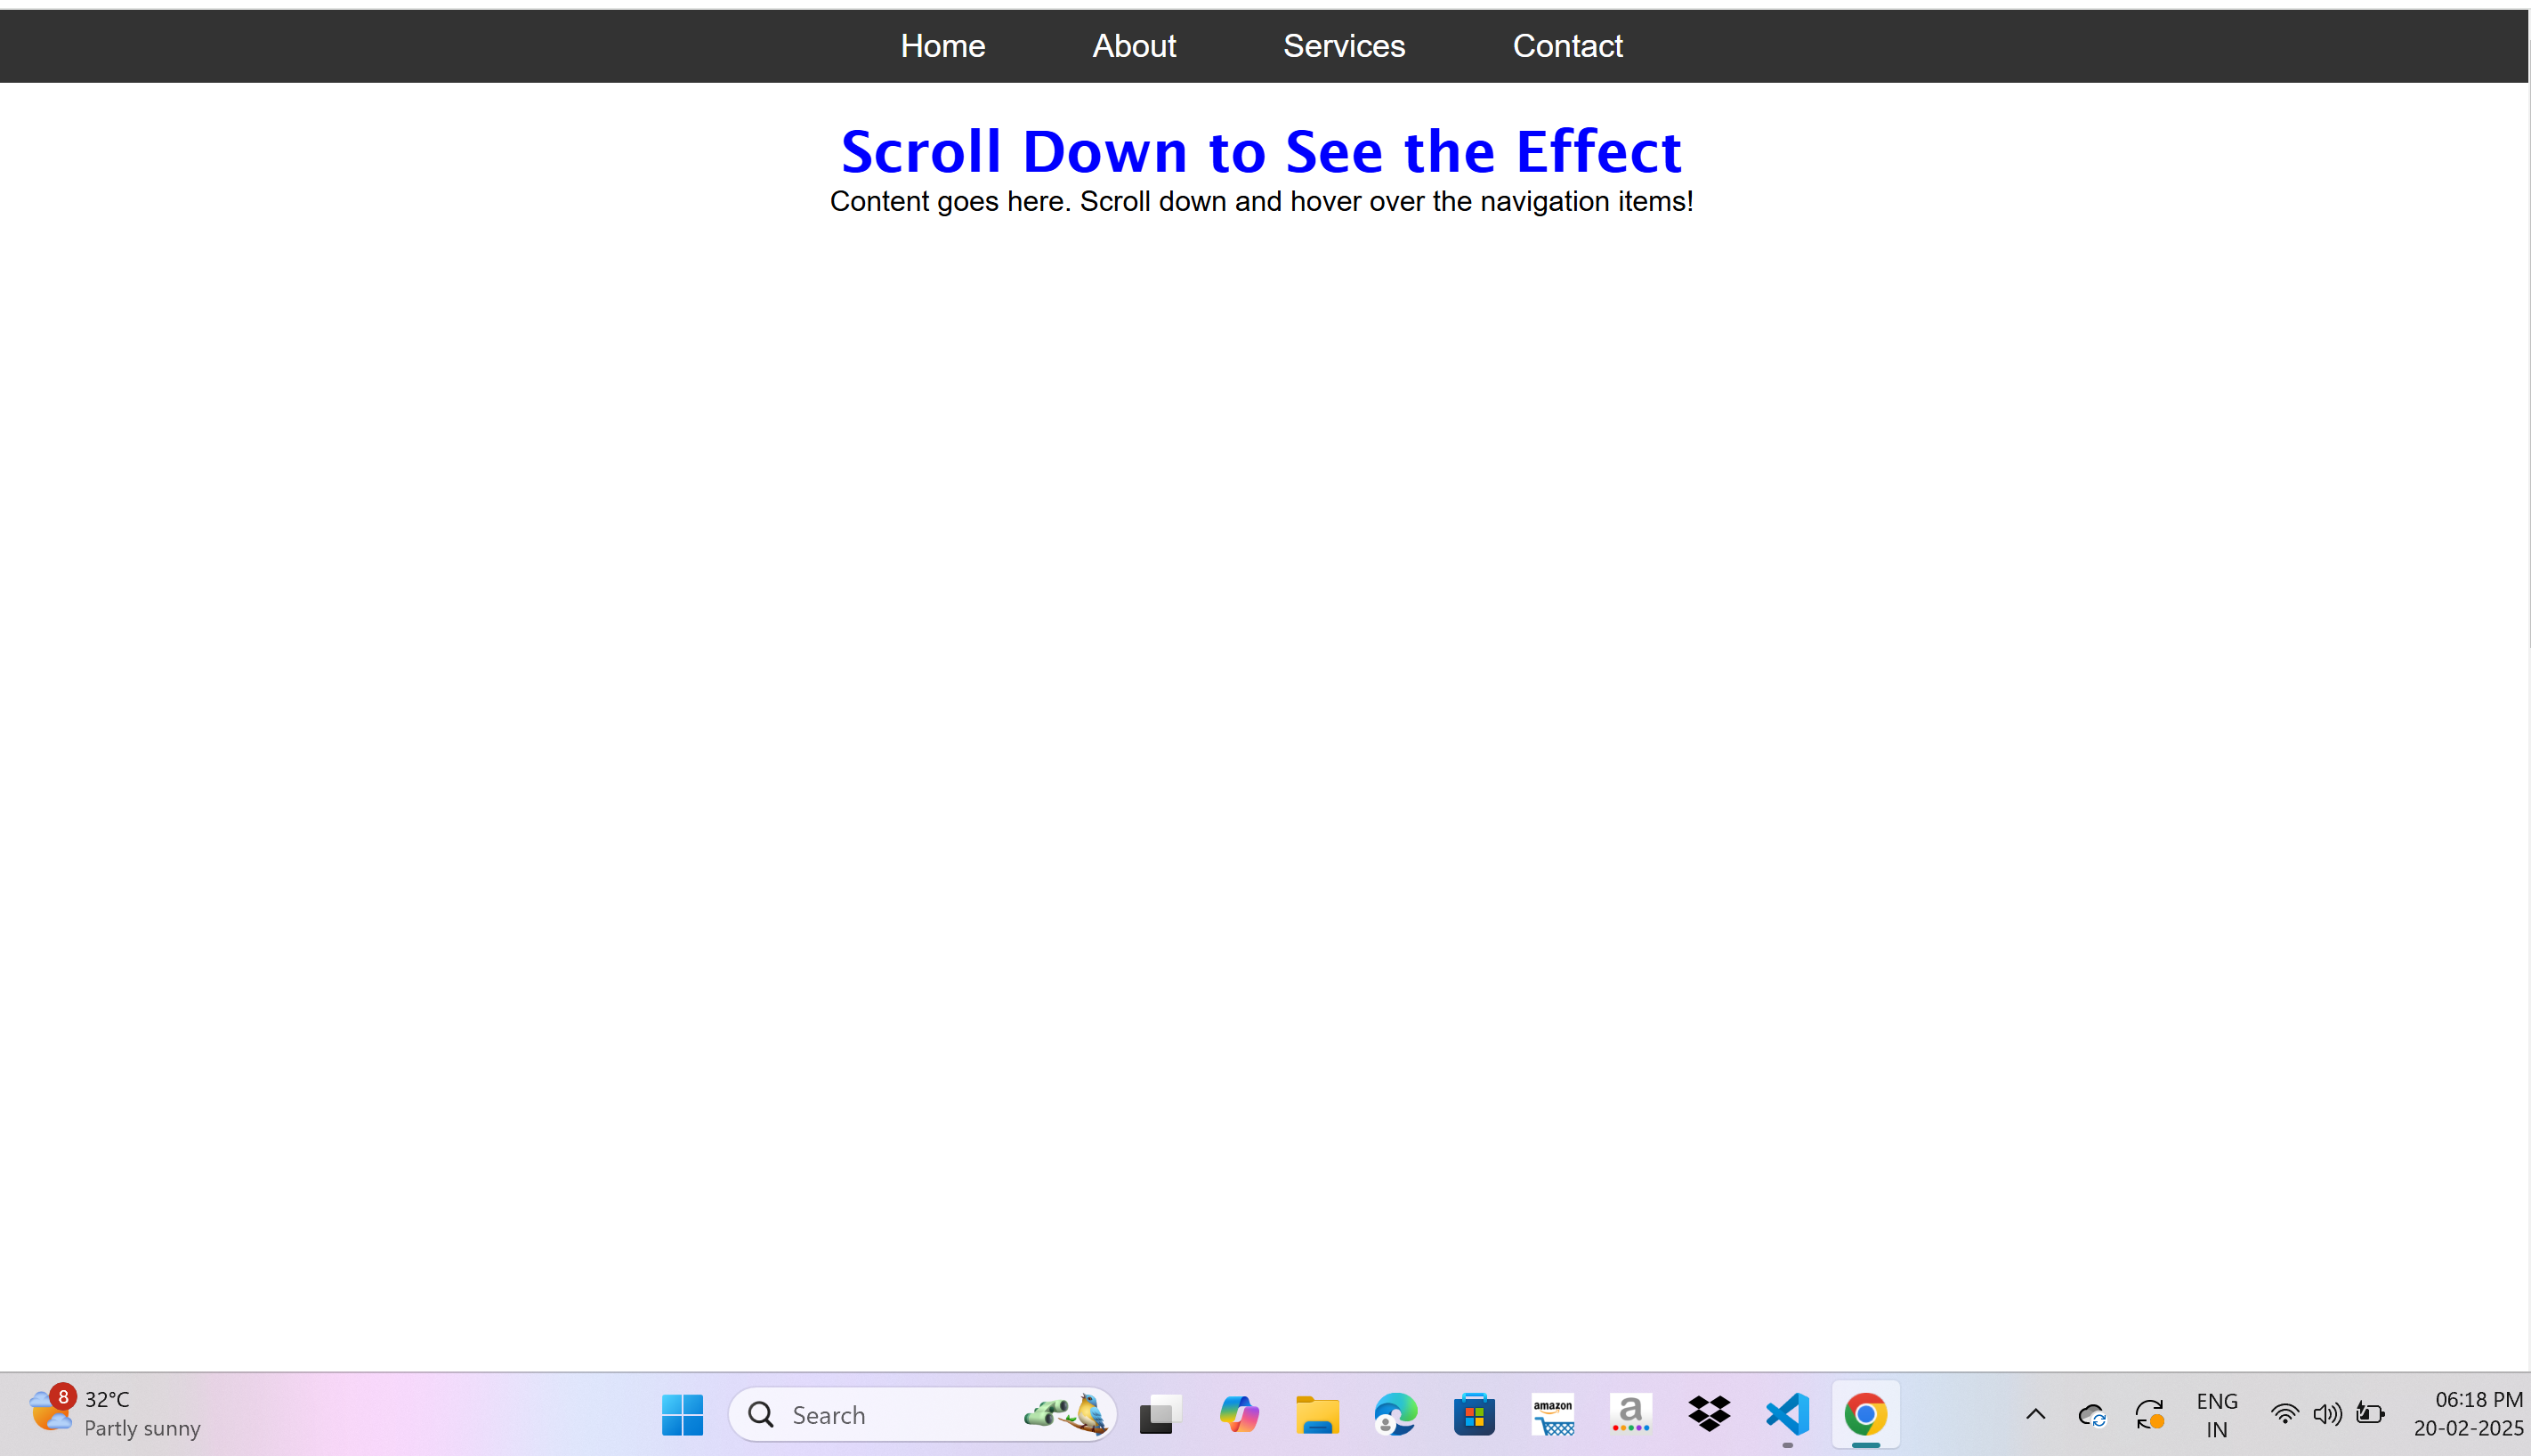 Home About Services Contact
Scroll Down to See the Effect
Content goes here. Scroll down and hover over the navigation items!
8
32°C
Partly sunny
Search
amazon
a
ENG
IN
06:18 PM
20-02-2025